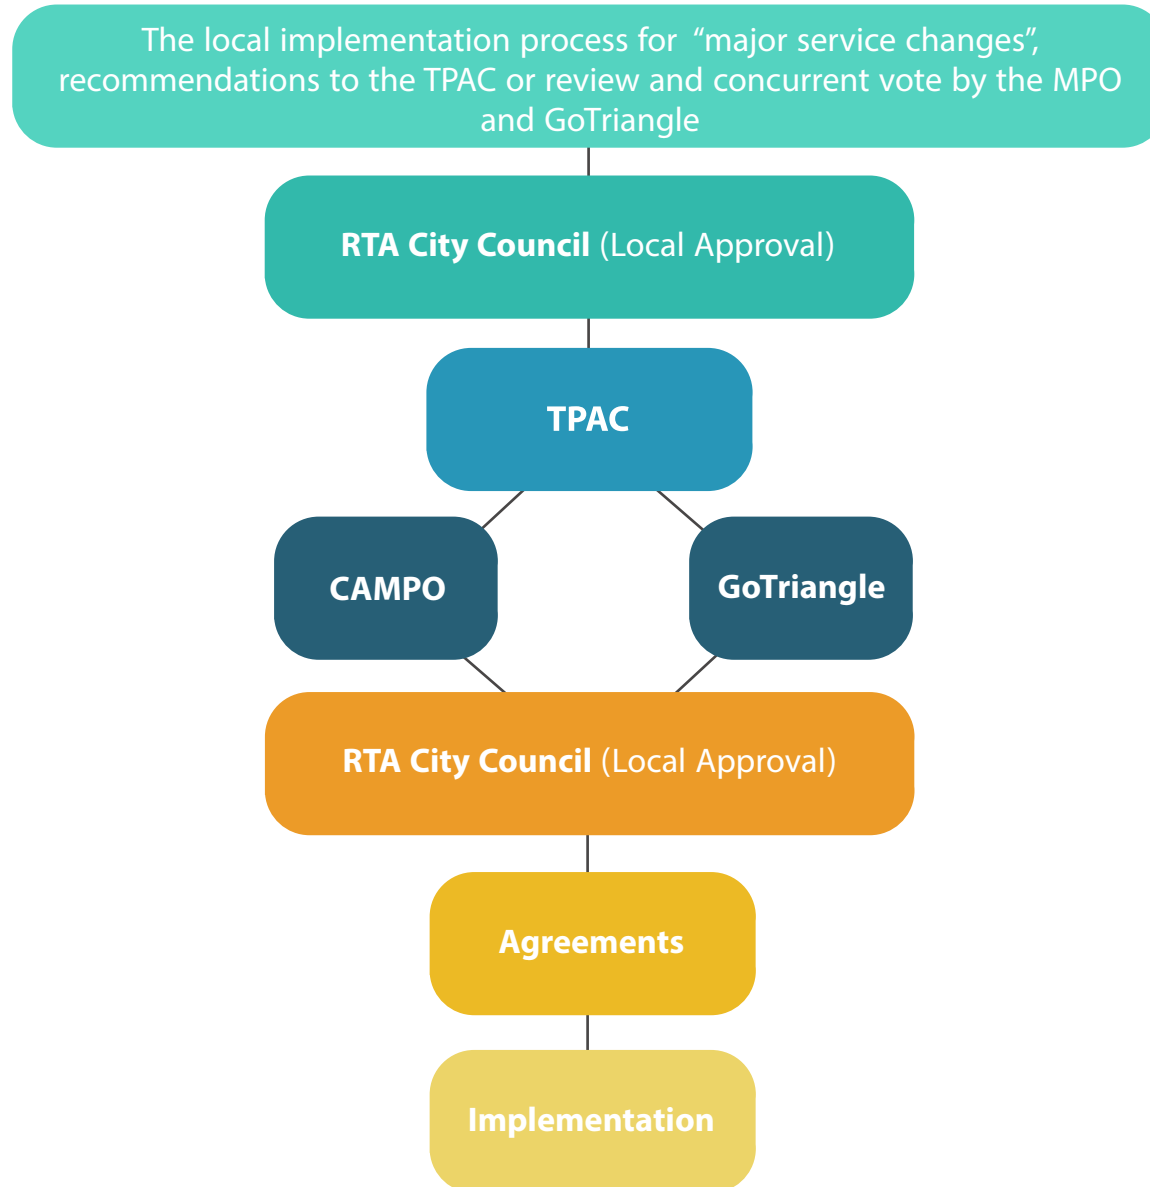 The local implementation process for “major service changes”,
recommendations to the TPAC or review and concurrent vote by the MPO
and GoTriangle
RTA City Council (Local Approval)
TPAC
CAMPO
GoTriangle
RTA City Council (Local Approval)
Agreements
Implementation